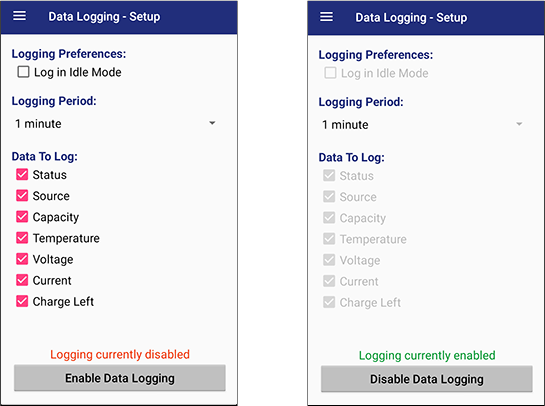 Data Logging - Setup
Logging Preferences:
Log in Idle Mode
Logging Period:
1 minute
Data To Log:
Status
Source
Capacity
Temperature
Voltage
Current
Charge Left
Logging currently disabled
Enable Data Logging
Data Logging - Setup
Logging Preferences:
Log in Idle Mode
Logging Period:
1 minute
Data To Log:
Status
Source
Capacity
Temperature
Voltage
Current
Charge Left
Logging currently enabled
Disable Data Logging